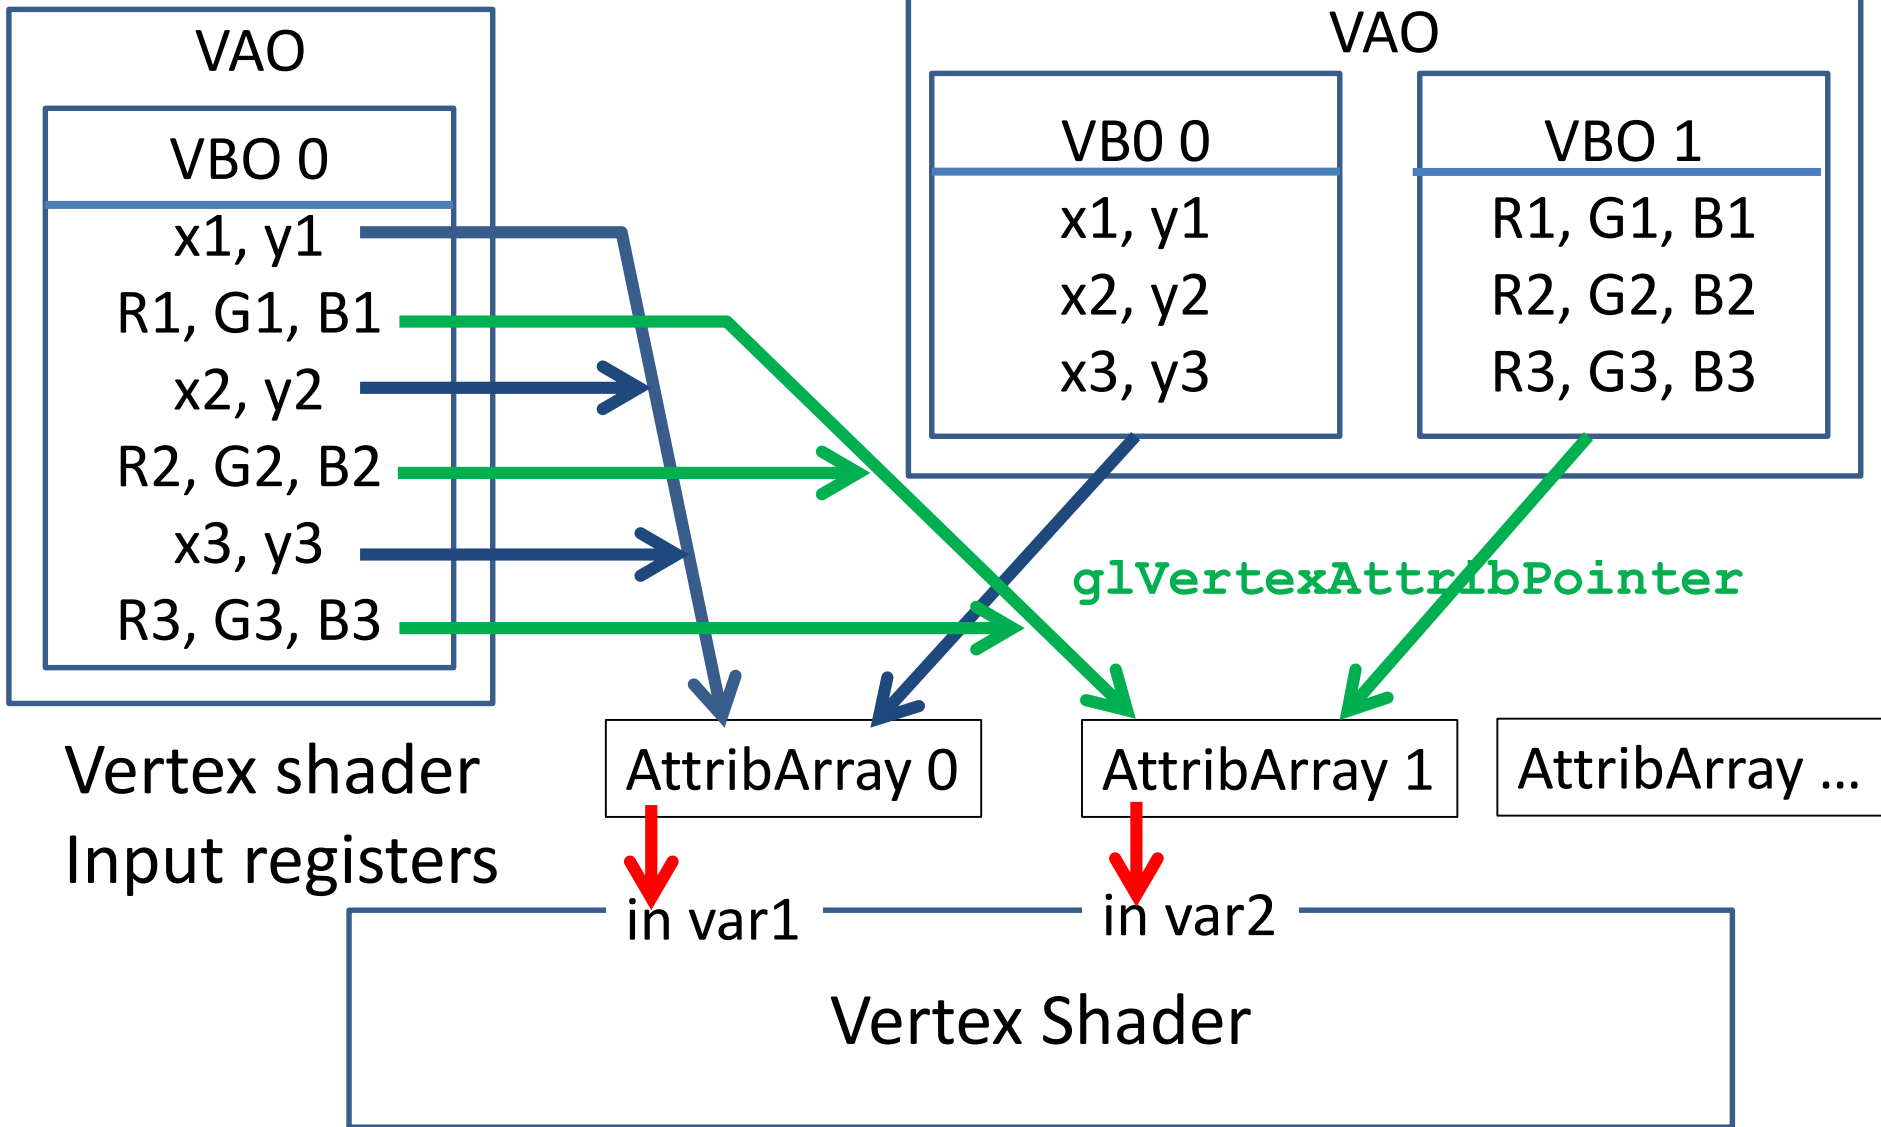 VAO
VBO 0
x1, y1
R1, G1, B1
x2, y2
R2, G2, B2
x3, y3
R3, G3, B3
VAO
VB0 0
x1, y1
x2, y2
x3, y3
VBO 1
R1, G1, B1
R2, G2, B2
R3, G3, B3
glVertexAttribPointer
Vertex shader
Input registers
AttribArray 0
AttribArray 1
AttribArray ...
in var1
in var2
Vertex Shader